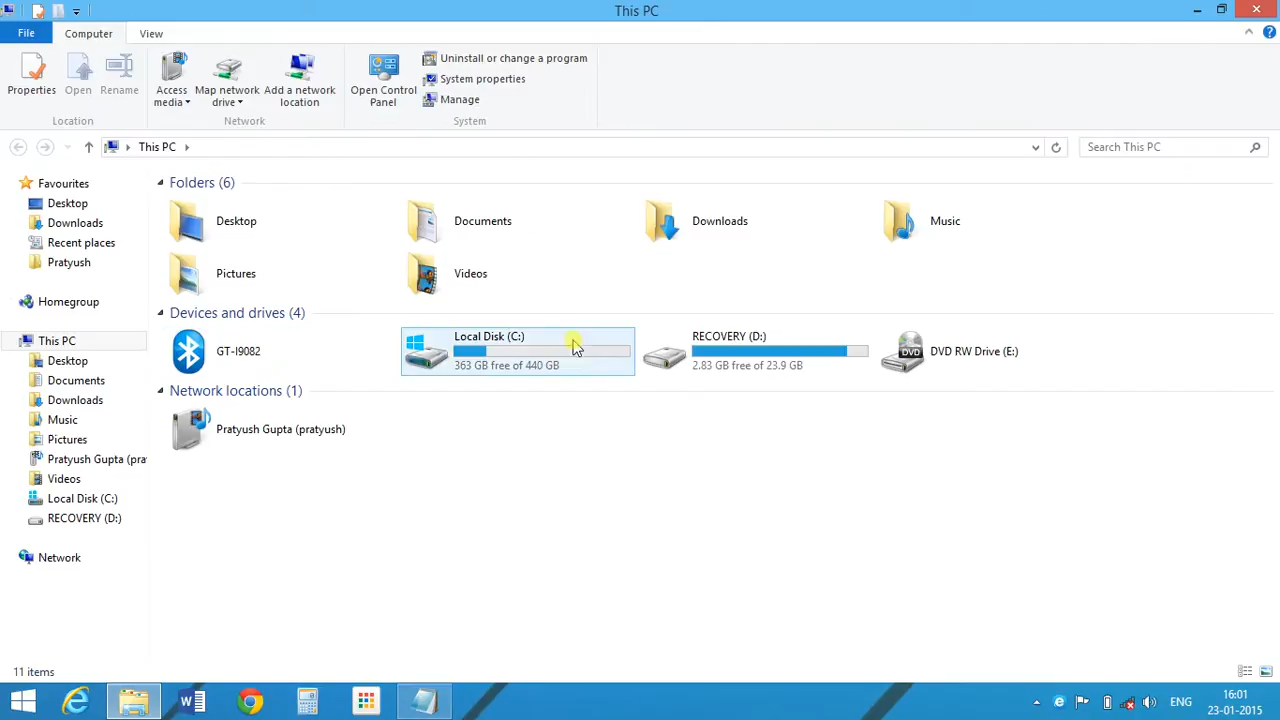 This PC
File Computer View
Properties Open Rename Access media Map network drive Add a network location Open Control Panel Uninstall or change a program
System properties
Manage
Location Network System
This PC Search This PC
Favourites
Desktop
Downloads
Recent places
Pratyush
Homegroup
This PC
Desktop
Documents
Downloads
Music
Pictures
Pratyush Gupta (pra
Videos
Local Disk (C:)
RECOVERY (D:)
Network
Folders (6)
Desktop Documents Downloads Music
Pictures Videos
Devices and drives (4)
GT-I9082
Local Disk (C:)
363 GB free of 440 GB
RECOVERY (D:)
2.83 GB free of 23.9 GB
DVD
DVD RW Drive (E:)
Network locations (1)
Pratyush Gupta (pratyush)
11 items
ENG
16:01
23-01-2015